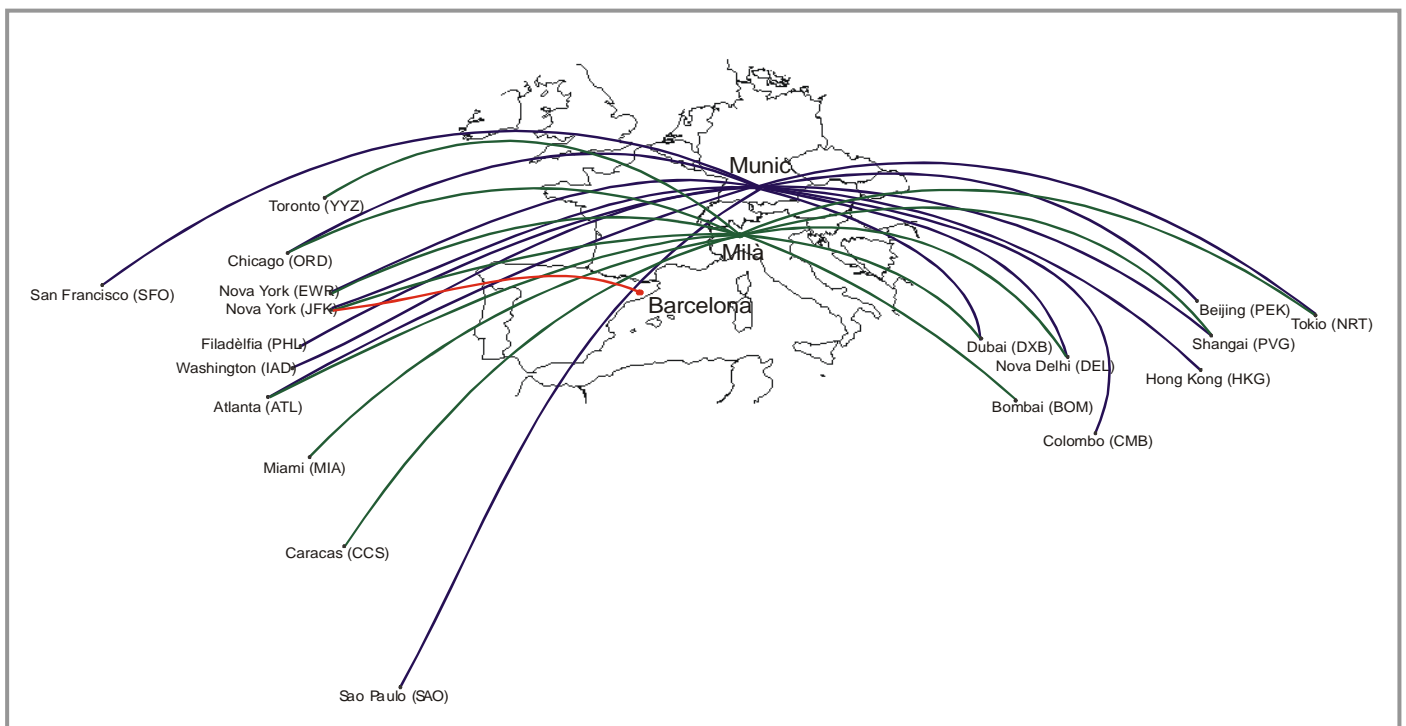 Munic
Toronto (YYZ)
Milà
Chicago (ORD)
San Francisco (SFO)
Nova York (EWR)
Barcelona
Nova York (JFK)
Beijing (PEK)
Tokio (NRT)
Filadèlfia (PHL)
Dubai (DXB)
Shangai (PVG)
Washington (IAD)
Nova Delhi (DEL)
Hong Kong (HKG)
Atlanta (ATL)
Bombai (BOM)
Colombo (CMB)
Miami (MIA)
Caracas (CCS)
Sao Paulo (SAO)